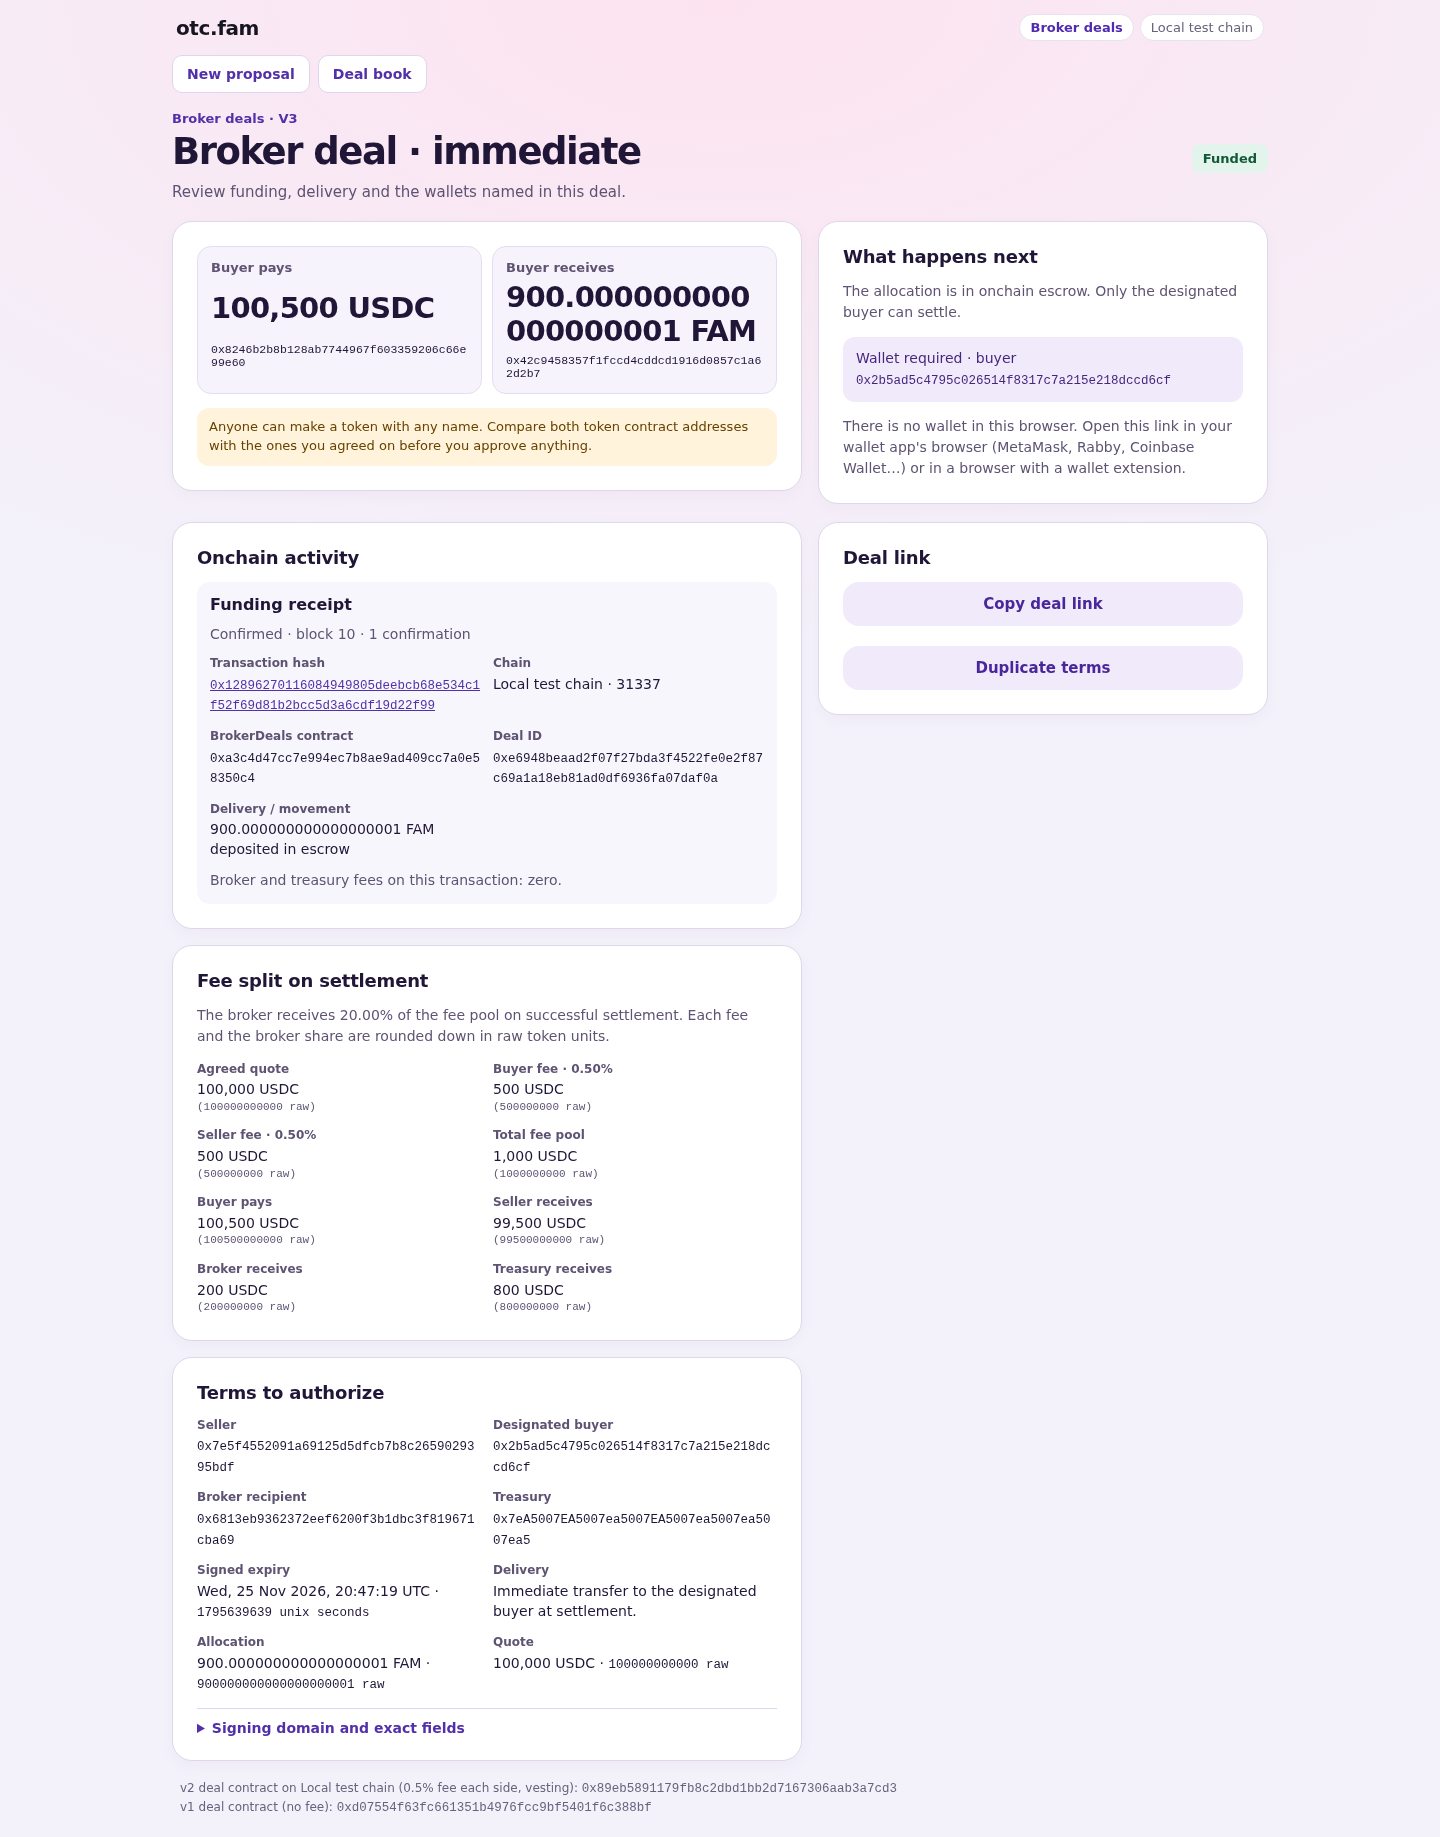 otc.fam
Broker deals
Local test chain
New proposal
Deal book
Broker deals · V3
Broker deal · immediate
Funded
Review funding, delivery and the wallets named in this deal.
Buyer pays
100,500 USDC
0x8246b2b8b128ab7744967f603359206c66e
99e60
Buyer receives
900.000000000
000000001 FAM
0x42c9458357f1fccd4cddcd1916d0857c1a6
2d2b7
Anyone can make a token with any name. Compare both token contract addresses
with the ones you agreed on before you approve anything.
What happens next
The allocation is in onchain escrow. Only the designated
buyer can settle.
Wallet required · buyer
0x2b5ad5c4795c026514f8317c7a215e218dccd6cf
There is no wallet in this browser. Open this link in your
wallet app's browser (MetaMask, Rabby, Coinbase
Wallet…) or in a browser with a wallet extension.
Onchain activity
Funding receipt
Confirmed · block 10 · 1 confirmation
Transaction hash
0x12896270116084949805deebcb68e534c1
f52f69d81b2bcc5d3a6cdf19d22f99
Chain
Local test chain · 31337
BrokerDeals contract
0xa3c4d47cc7e994ec7b8ae9ad409cc7a0e5
8350c4
Deal ID
0xe6948beaad2f07f27bda3f4522fe0e2f87
c69a1a18eb81ad0df6936fa07daf0a
Delivery / movement
900.000000000000000001 FAM
deposited in escrow
Broker and treasury fees on this transaction: zero.
Deal link
Copy deal link
Duplicate terms
Fee split on settlement
The broker receives 20.00% of the fee pool on successful settlement. Each fee
and the broker share are rounded down in raw token units.
Agreed quote
100,000 USDC
(100000000000 raw)
Buyer fee · 0.50%
500 USDC
(500000000 raw)
Seller fee · 0.50%
500 USDC
(500000000 raw)
Total fee pool
1,000 USDC
(1000000000 raw)
Buyer pays
100,500 USDC
(100500000000 raw)
Seller receives
99,500 USDC
(99500000000 raw)
Broker receives
200 USDC
(200000000 raw)
Treasury receives
800 USDC
(800000000 raw)
Terms to authorize
Seller
0x7e5f4552091a69125d5dfcb7b8c26590293
95bdf
Designated buyer
0x2b5ad5c4795c026514f8317c7a215e218dc
cd6cf
Broker recipient
0x6813eb9362372eef6200f3b1dbc3f819671
cba69
Treasury
0x7eA5007EA5007ea5007EA5007ea5007ea50
07ea5
Signed expiry
Wed, 25 Nov 2026, 20:47:19 UTC ·
1795639639 unix seconds
Delivery
Immediate transfer to the designated
buyer at settlement.
Allocation
900.000000000000000001 FAM ·
900000000000000000001 raw
Quote
100,000 USDC · 100000000000 raw
▶ Signing domain and exact fields
v2 deal contract on Local test chain (0.5% fee each side, vesting): 0x89eb5891179fb8c2dbd1bb2d7167306aab3a7cd3
v1 deal contract (no fee): 0xd07554f63fc661351b4976fcc9bf5401f6c388bf